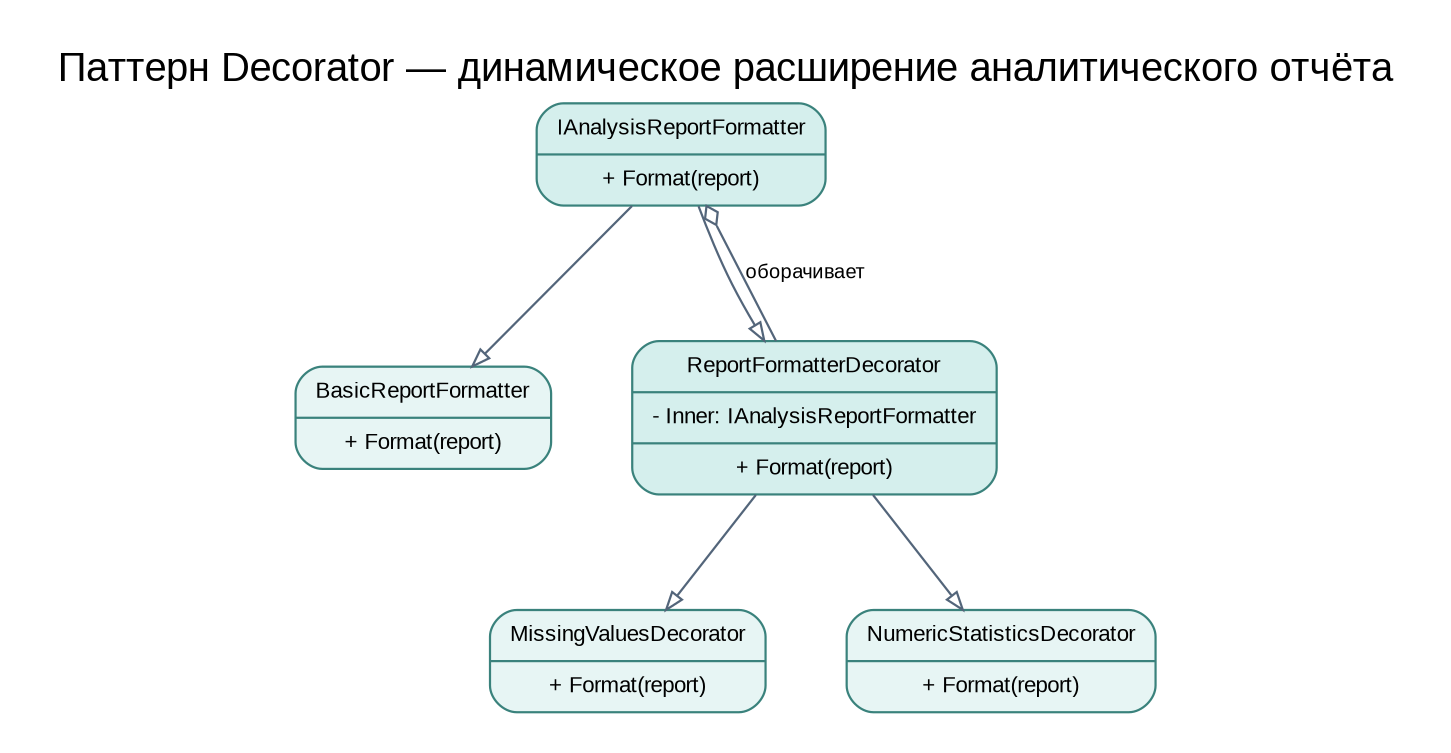 Паттерн Decorator — динамическое расширение аналитического отчёта
IAnalysisReportFormatter
+ Format(report)
оборачивает
BasicReportFormatter
+ Format(report)
ReportFormatterDecorator
- Inner: IAnalysisReportFormatter
+ Format(report)
MissingValuesDecorator
+ Format(report)
NumericStatisticsDecorator
+ Format(report)